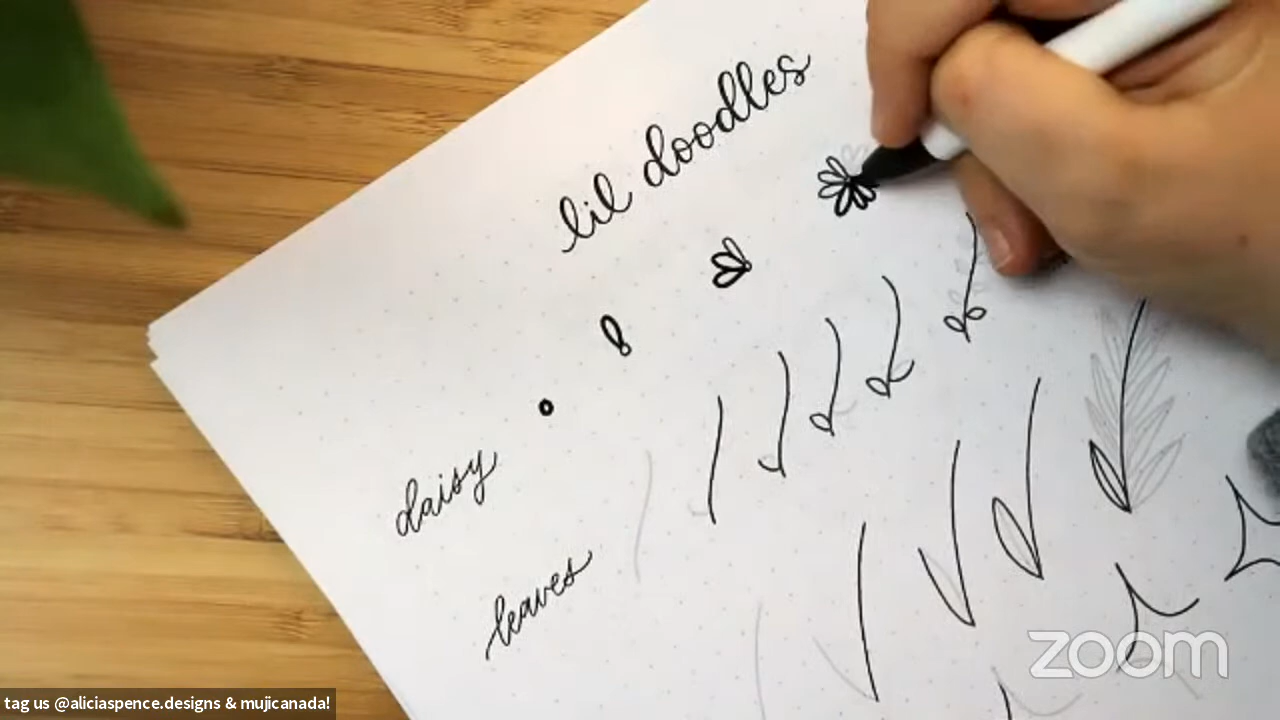 lil doodles
daisy
leaves
zoom
tag us @aliciaspence.designs & mujicanada!